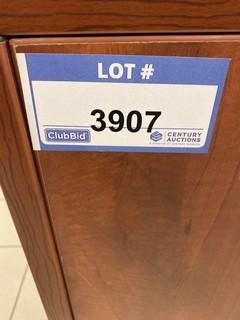 LOT #
3907
ClubBid
CENTURY
AUCTIONS